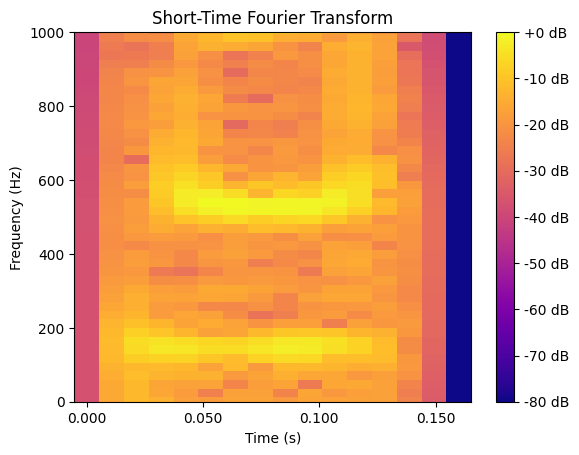 Short-Time Fourier Transform
1000
800
600
400
200
0
Frequency (Hz)
0.000
0.050
0.100
0.150
Time (s)
+0 dB
-10 dB
-20 dB
-30 dB
-40 dB
-50 dB
-60 dB
-70 dB
-80 dB